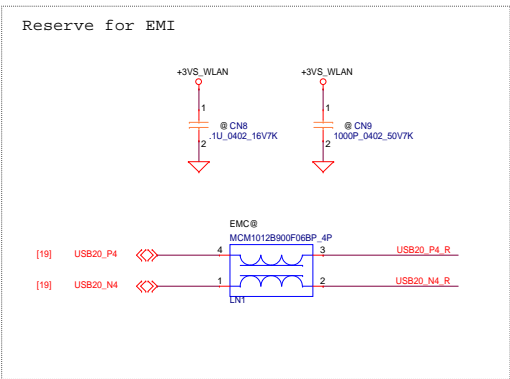 Reserve for EMI
+3VS_WLAN
+3VS_WLAN
1
1
@ CN8
@ CN9
.1U_0402_16V7K
1000P_0402_50V7K
2
2
EMC@
MCM1012B900F06BP_4P
[19] USB20_P4 4 3 USB20_P4_R
[19] USB20_N4 1 2 USB20_N4_R
LN1